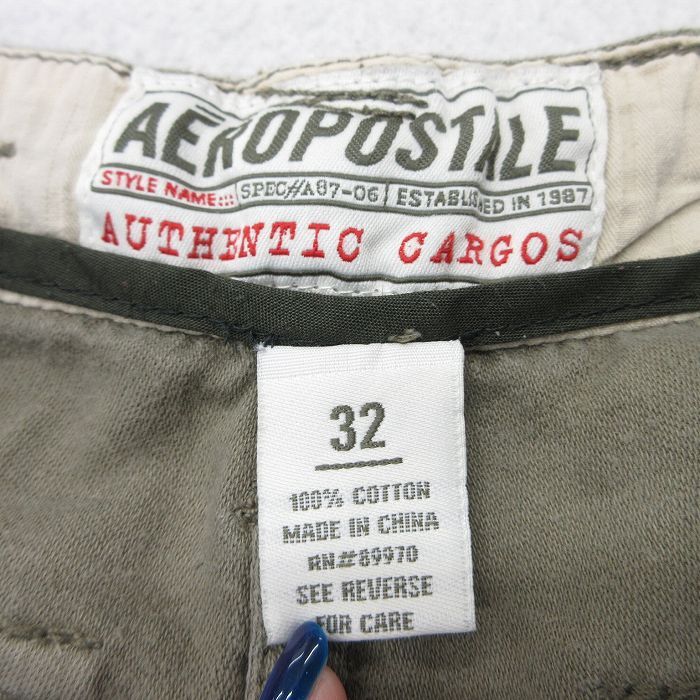 AÉROPOSTALE
STYLE NAME::: SPEC//A87-06 ESTABLISHED IN 1987
AUTHENTIC CARGOS
32
100% COTTON
MADE IN CHINA
RN#89970
SEE REVERSE
FOR CARE